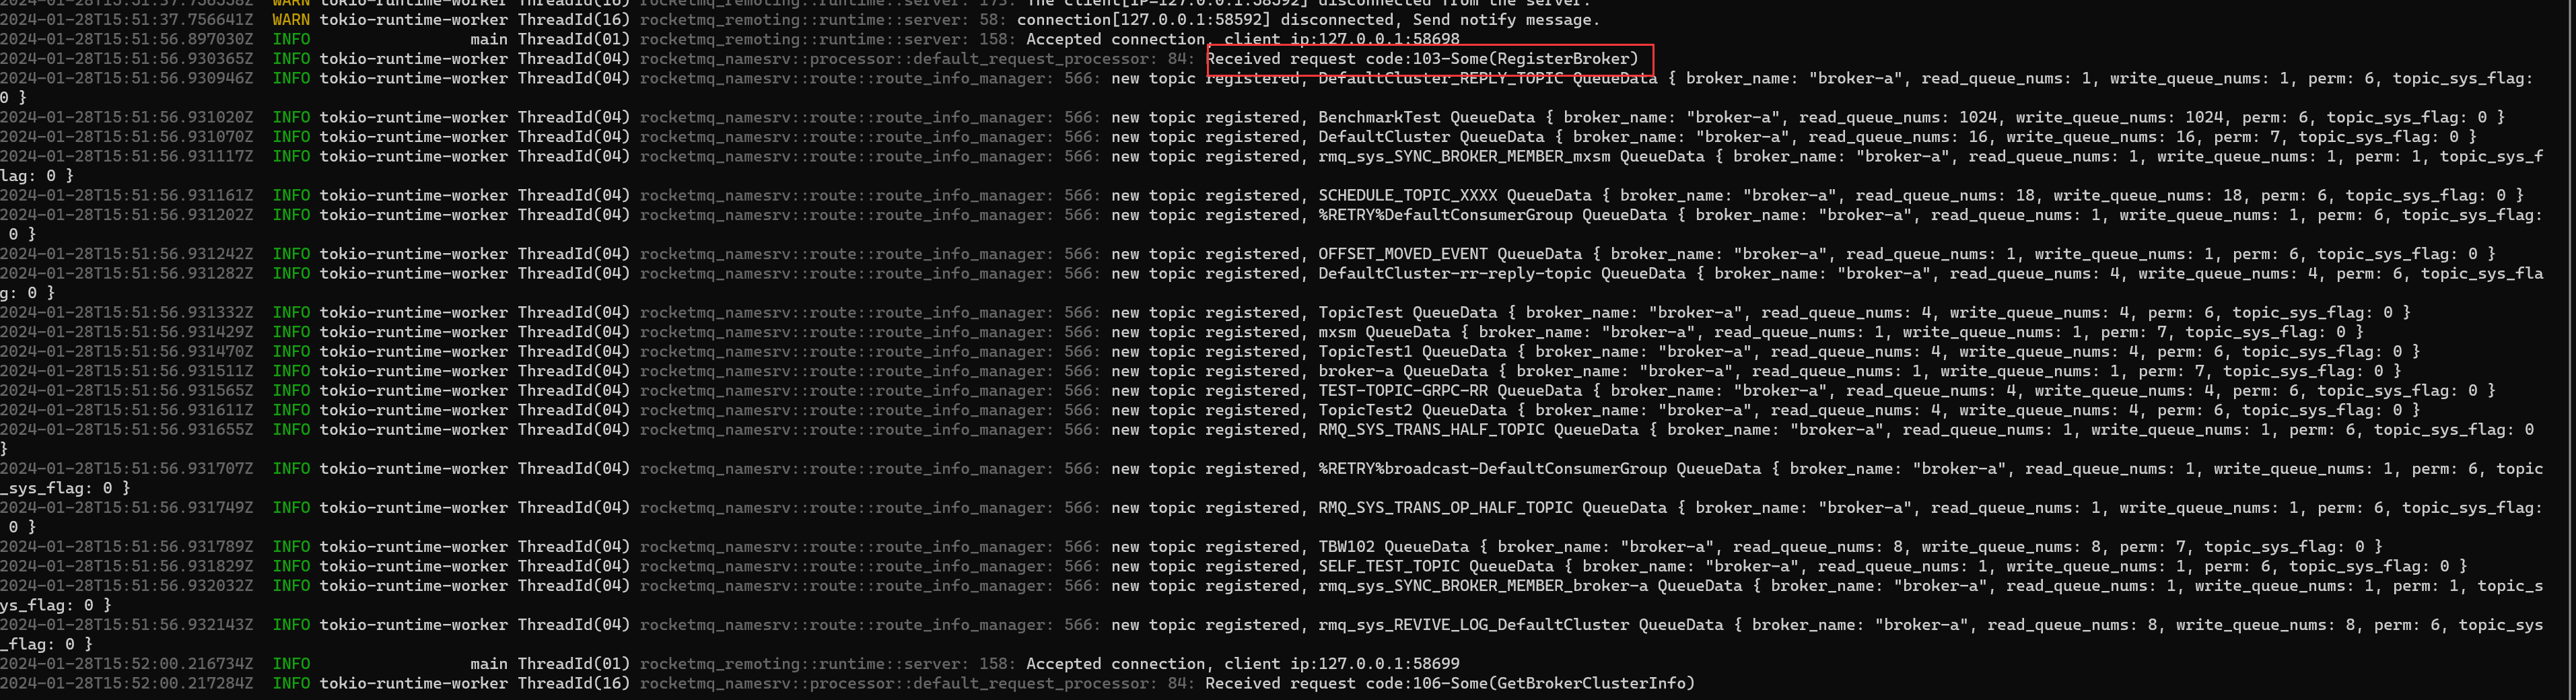 2024-01-28T15:51:37.756558Z  WARN tokio-runtime-worker ThreadId(16) rocketmq_remoting::runtime::server: 173: The client[IP=127.0.0.1:58592] disconnected from the server.
2024-01-28T15:51:37.756641Z  WARN tokio-runtime-worker ThreadId(16) rocketmq_remoting::runtime::server: 58: connection[127.0.0.1:58592] disconnected, Send notify message.
2024-01-28T15:51:56.897030Z  INFO                 main ThreadId(01) rocketmq_remoting::runtime::server: 158: Accepted connection, client ip:127.0.0.1:58698
2024-01-28T15:51:56.930365Z  INFO tokio-runtime-worker ThreadId(04) rocketmq_namesrv::processor::default_request_processor: 84: Received request code:103-Some(RegisterBroker)
2024-01-28T15:51:56.930946Z  INFO tokio-runtime-worker ThreadId(04) rocketmq_namesrv::route::route_info_manager: 566: new topic registered, DefaultCluster_REPLY_TOPIC QueueData { broker_name: "broker-a", read_queue_nums: 1, write_queue_nums: 1, perm: 6, topic_sys_flag:
0 }
2024-01-28T15:51:56.931020Z  INFO tokio-runtime-worker ThreadId(04) rocketmq_namesrv::route::route_info_manager: 566: new topic registered, BenchmarkTest QueueData { broker_name: "broker-a", read_queue_nums: 1024, write_queue_nums: 1024, perm: 6, topic_sys_flag: 0 }
2024-01-28T15:51:56.931070Z  INFO tokio-runtime-worker ThreadId(04) rocketmq_namesrv::route::route_info_manager: 566: new topic registered, DefaultCluster QueueData { broker_name: "broker-a", read_queue_nums: 16, write_queue_nums: 16, perm: 7, topic_sys_flag: 0 }
2024-01-28T15:51:56.931117Z  INFO tokio-runtime-worker ThreadId(04) rocketmq_namesrv::route::route_info_manager: 566: new topic registered, rmq_sys_SYNC_BROKER_MEMBER_mxsm QueueData { broker_name: "broker-a", read_queue_nums: 1, write_queue_nums: 1, perm: 1, topic_sys_f
lag: 0 }
2024-01-28T15:51:56.931161Z  INFO tokio-runtime-worker ThreadId(04) rocketmq_namesrv::route::route_info_manager: 566: new topic registered, SCHEDULE_TOPIC_XXXX QueueData { broker_name: "broker-a", read_queue_nums: 18, write_queue_nums: 18, perm: 6, topic_sys_flag: 0 }
2024-01-28T15:51:56.931202Z  INFO tokio-runtime-worker ThreadId(04) rocketmq_namesrv::route::route_info_manager: 566: new topic registered, %RETRY%DefaultConsumerGroup QueueData { broker_name: "broker-a", read_queue_nums: 1, write_queue_nums: 1, perm: 6, topic_sys_flag:
 0 }
2024-01-28T15:51:56.931242Z  INFO tokio-runtime-worker ThreadId(04) rocketmq_namesrv::route::route_info_manager: 566: new topic registered, OFFSET_MOVED_EVENT QueueData { broker_name: "broker-a", read_queue_nums: 1, write_queue_nums: 1, perm: 6, topic_sys_flag: 0 }
2024-01-28T15:51:56.931282Z  INFO tokio-runtime-worker ThreadId(04) rocketmq_namesrv::route::route_info_manager: 566: new topic registered, DefaultCluster-rr-reply-topic QueueData { broker_name: "broker-a", read_queue_nums: 4, write_queue_nums: 4, perm: 6, topic_sys_fla
g: 0 }
2024-01-28T15:51:56.931332Z  INFO tokio-runtime-worker ThreadId(04) rocketmq_namesrv::route::route_info_manager: 566: new topic registered, TopicTest QueueData { broker_name: "broker-a", read_queue_nums: 4, write_queue_nums: 4, perm: 6, topic_sys_flag: 0 }
2024-01-28T15:51:56.931429Z  INFO tokio-runtime-worker ThreadId(04) rocketmq_namesrv::route::route_info_manager: 566: new topic registered, mxsm QueueData { broker_name: "broker-a", read_queue_nums: 1, write_queue_nums: 1, perm: 7, topic_sys_flag: 0 }
2024-01-28T15:51:56.931470Z  INFO tokio-runtime-worker ThreadId(04) rocketmq_namesrv::route::route_info_manager: 566: new topic registered, TopicTest1 QueueData { broker_name: "broker-a", read_queue_nums: 4, write_queue_nums: 4, perm: 6, topic_sys_flag: 0 }
2024-01-28T15:51:56.931511Z  INFO tokio-runtime-worker ThreadId(04) rocketmq_namesrv::route::route_info_manager: 566: new topic registered, broker-a QueueData { broker_name: "broker-a", read_queue_nums: 1, write_queue_nums: 1, perm: 7, topic_sys_flag: 0 }
2024-01-28T15:51:56.931565Z  INFO tokio-runtime-worker ThreadId(04) rocketmq_namesrv::route::route_info_manager: 566: new topic registered, TEST-TOPIC-GRPC-RR QueueData { broker_name: "broker-a", read_queue_nums: 4, write_queue_nums: 4, perm: 6, topic_sys_flag: 0 }
2024-01-28T15:51:56.931611Z  INFO tokio-runtime-worker ThreadId(04) rocketmq_namesrv::route::route_info_manager: 566: new topic registered, TopicTest2 QueueData { broker_name: "broker-a", read_queue_nums: 4, write_queue_nums: 4, perm: 6, topic_sys_flag: 0 }
2024-01-28T15:51:56.931655Z  INFO tokio-runtime-worker ThreadId(04) rocketmq_namesrv::route::route_info_manager: 566: new topic registered, RMQ_SYS_TRANS_HALF_TOPIC QueueData { broker_name: "broker-a", read_queue_nums: 1, write_queue_nums: 1, perm: 6, topic_sys_flag: 0
}
2024-01-28T15:51:56.931707Z  INFO tokio-runtime-worker ThreadId(04) rocketmq_namesrv::route::route_info_manager: 566: new topic registered, %RETRY%broadcast-DefaultConsumerGroup QueueData { broker_name: "broker-a", read_queue_nums: 1, write_queue_nums: 1, perm: 6, topic
_sys_flag: 0 }
2024-01-28T15:51:56.931749Z  INFO tokio-runtime-worker ThreadId(04) rocketmq_namesrv::route::route_info_manager: 566: new topic registered, RMQ_SYS_TRANS_OP_HALF_TOPIC QueueData { broker_name: "broker-a", read_queue_nums: 1, write_queue_nums: 1, perm: 6, topic_sys_flag:
 0 }
2024-01-28T15:51:56.931789Z  INFO tokio-runtime-worker ThreadId(04) rocketmq_namesrv::route::route_info_manager: 566: new topic registered, TBW102 QueueData { broker_name: "broker-a", read_queue_nums: 8, write_queue_nums: 8, perm: 7, topic_sys_flag: 0 }
2024-01-28T15:51:56.931829Z  INFO tokio-runtime-worker ThreadId(04) rocketmq_namesrv::route::route_info_manager: 566: new topic registered, SELF_TEST_TOPIC QueueData { broker_name: "broker-a", read_queue_nums: 1, write_queue_nums: 1, perm: 6, topic_sys_flag: 0 }
2024-01-28T15:51:56.932032Z  INFO tokio-runtime-worker ThreadId(04) rocketmq_namesrv::route::route_info_manager: 566: new topic registered, rmq_sys_SYNC_BROKER_MEMBER_broker-a QueueData { broker_name: "broker-a", read_queue_nums: 1, write_queue_nums: 1, perm: 1, topic_s
ys_flag: 0 }
2024-01-28T15:51:56.932143Z  INFO tokio-runtime-worker ThreadId(04) rocketmq_namesrv::route::route_info_manager: 566: new topic registered, rmq_sys_REVIVE_LOG_DefaultCluster QueueData { broker_name: "broker-a", read_queue_nums: 8, write_queue_nums: 8, perm: 6, topic_sys
_flag: 0 }
2024-01-28T15:52:00.216734Z  INFO                 main ThreadId(01) rocketmq_remoting::runtime::server: 158: Accepted connection, client ip:127.0.0.1:58699
2024-01-28T15:52:00.217284Z  INFO tokio-runtime-worker ThreadId(16) rocketmq_namesrv::processor::default_request_processor: 84: Received request code:106-Some(GetBrokerClusterInfo)